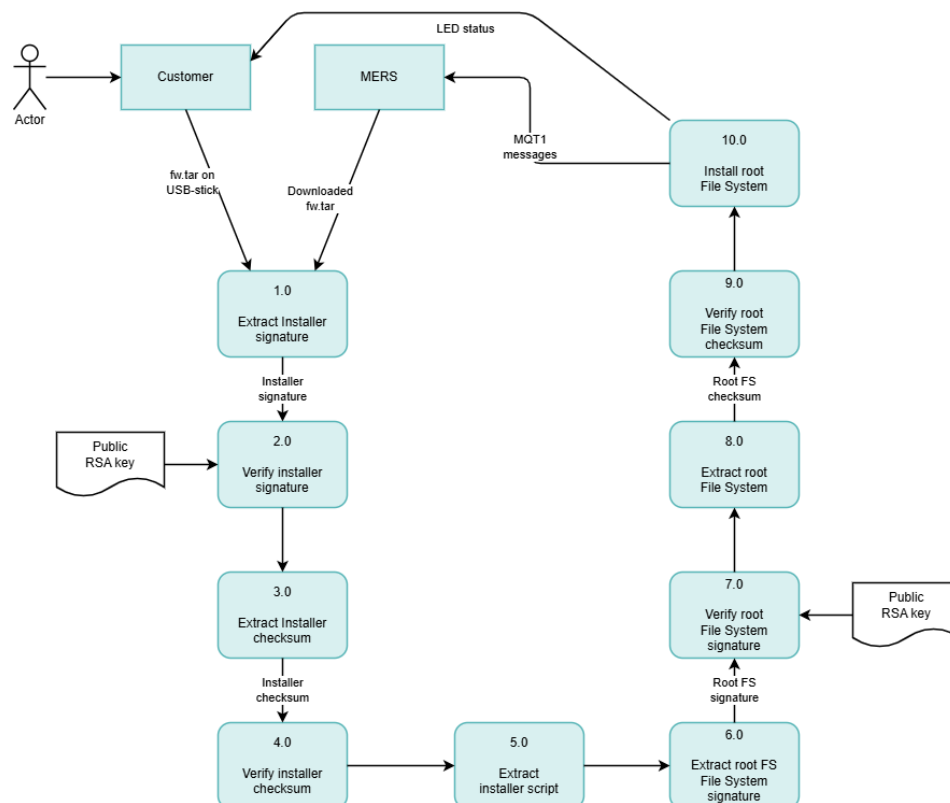 LED status
Customer
MERS
Actor
10.0
Install root
File System
MQT1
messages
fw.tar on
USB-stick
Downloaded
fw.tar
1.0
Extract Installer
signature
9.0
Verify root
File System
checksum
Installer
signature
Root FS
checksum
Public
RSA key
2.0
Verify installer
signature
8.0
Extract root
File System
3.0
Extract Installer
checksum
7.0
Verify root
File System
signature
Public
RSA key
Installer
checksum
Root FS
signature
4.0
Verify installer
checksum
5.0
Extract
installer script
6.0
Extract root FS
File System
signature